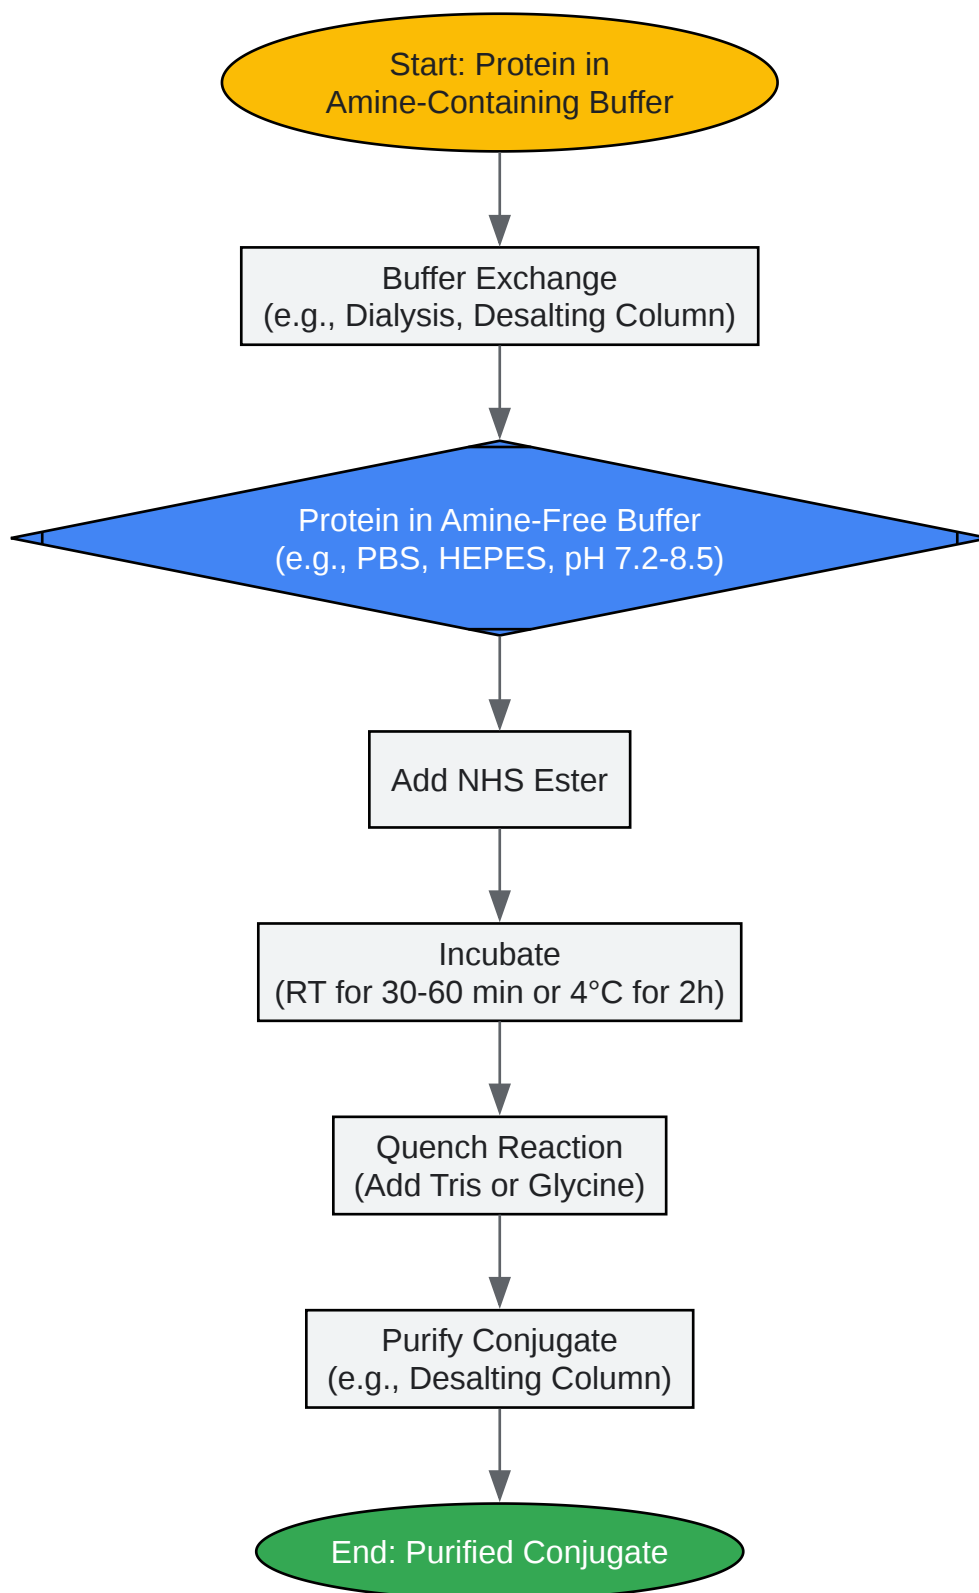 Start: Protein in
Amine-Containing Buffer
Buffer Exchange
(e.g., Dialysis, Desalting Column)
Protein in Amine-Free Buffer
(e.g., PBS, HEPES, pH 7.2-8.5)
Add NHS Ester
Incubate
(RT for 30-60 min or 4°C for 2h)
Quench Reaction
(Add Tris or Glycine)
Purify Conjugate
(e.g., Desalting Column)
End: Purified Conjugate